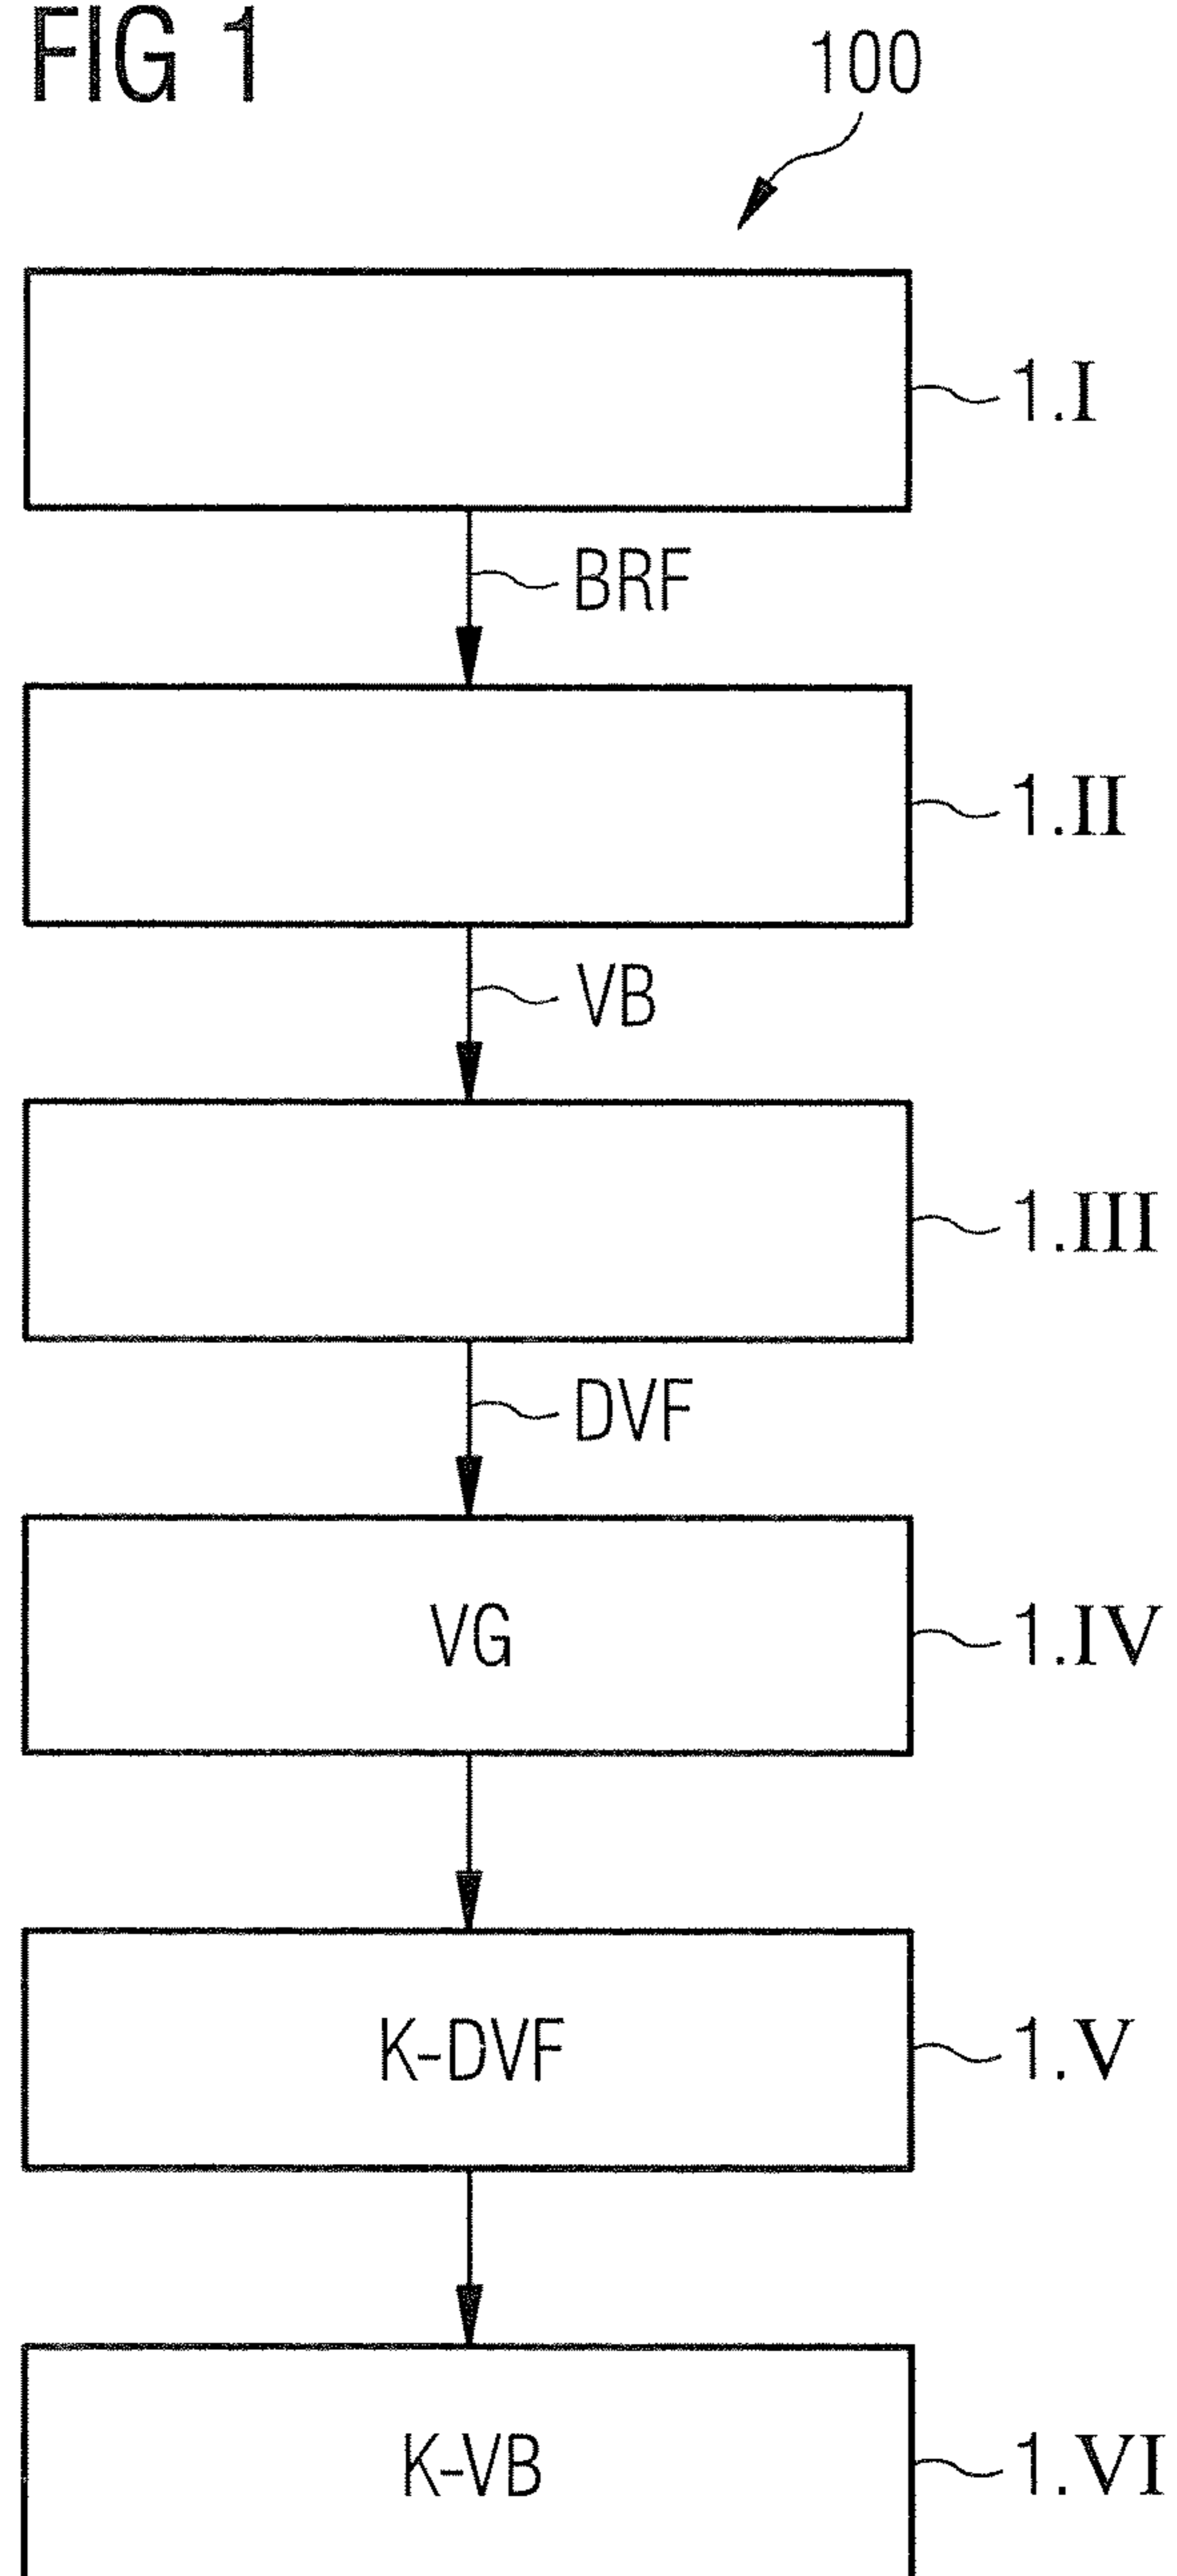 FIG 1
100
1.I
BRF
1.II
VB
1.III
DVF
VG
1.IV
K-DVF
1.V
K-VB
1.VI